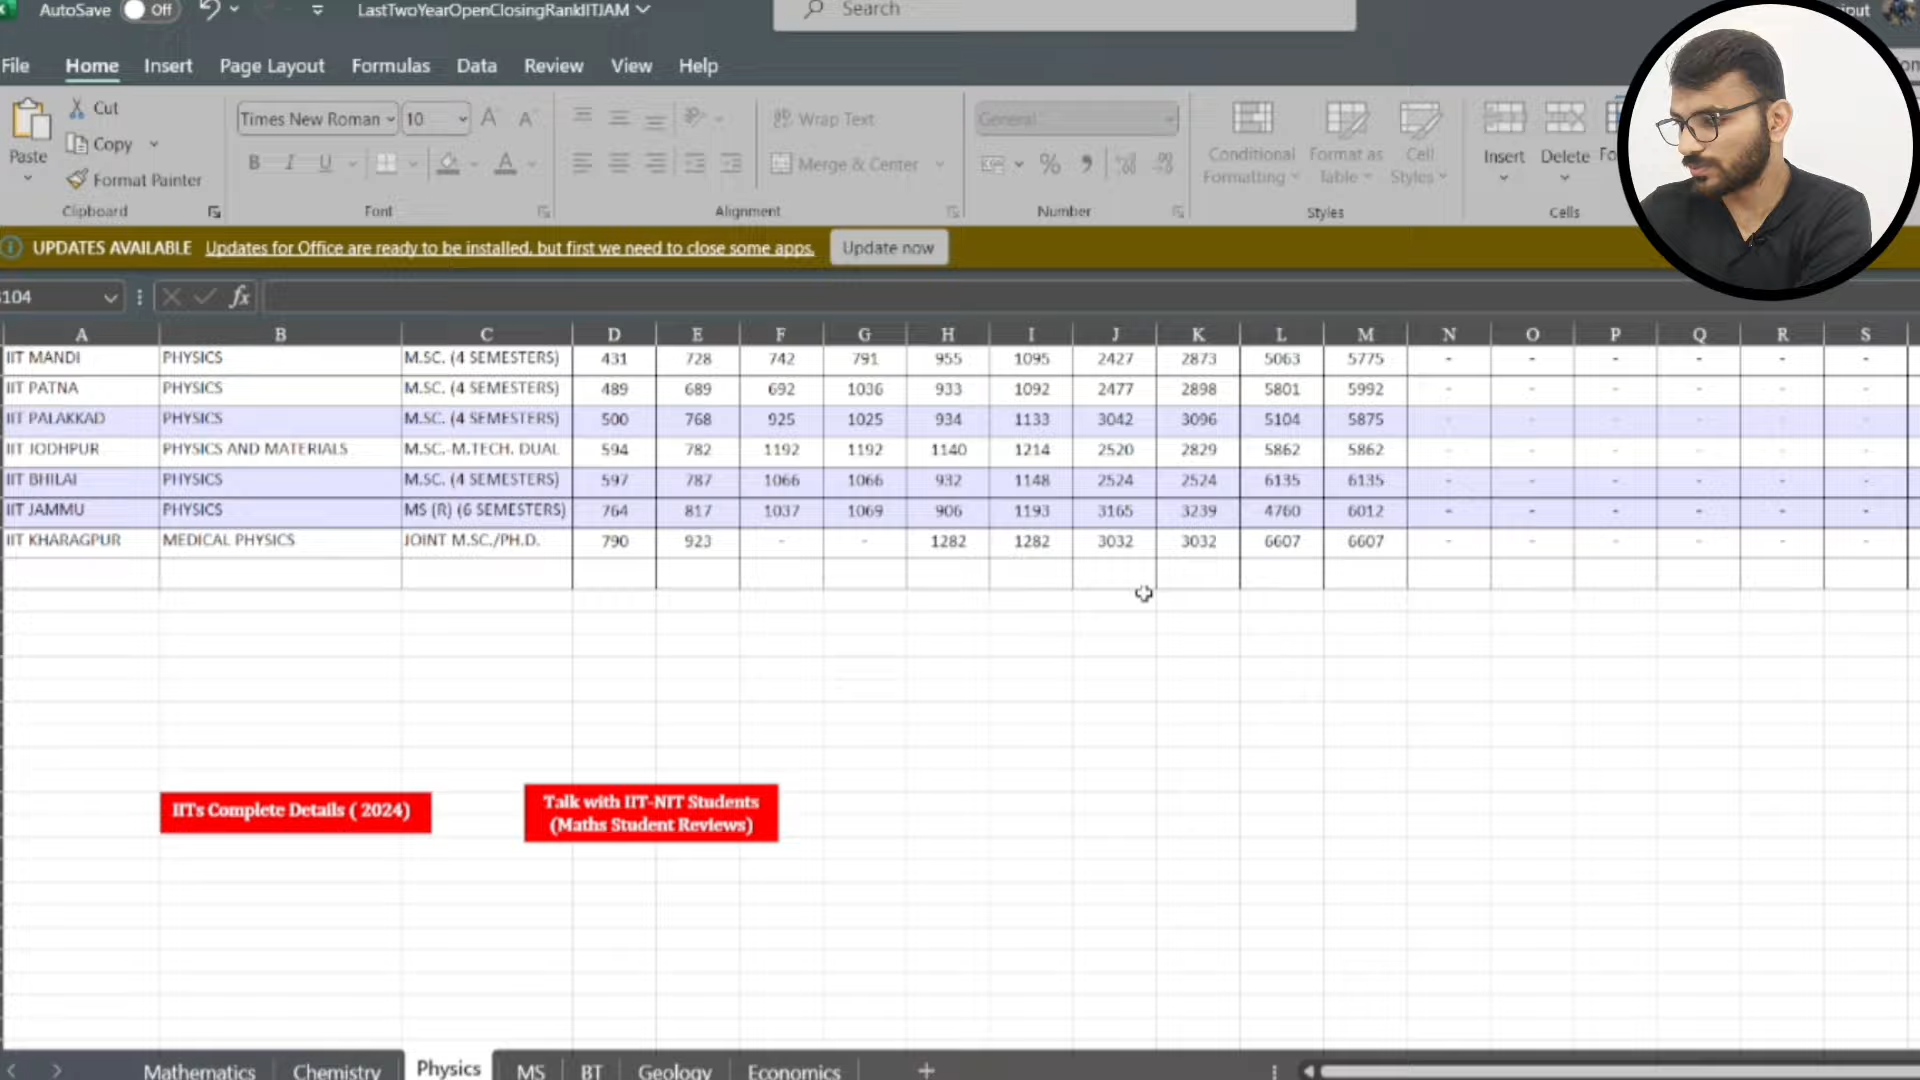 AutoSave Off LastTwoYearOpenClosingRankIITJAM Search
File Home Insert Page Layout Formulas Data Review View Help
Cut
Copy
Format Painter
Paste
Clipboard
Times New Roman 10
B I U
Font
Wrap Text
Merge & Center
Alignment
General
Number
Conditional Formatting
Format as Table
Cell Styles
Styles
Insert Delete
Cells
UPDATES AVAILABLE Updates for Office are ready to be installed, but first we need to close some apps. Update now
104 fx
A B C D E F G H I J K L M N O P Q R S
IIT MANDI PHYSICS M.SC. (4 SEMESTERS) 431 728 742 791 955 1095 2427 2873 5063 5775 - - - - - -
IIT PATNA PHYSICS M.SC. (4 SEMESTERS) 489 689 692 1036 933 1092 2477 2898 5801 5992 - - - - - -
IIT PALAKKAD PHYSICS M.SC. (4 SEMESTERS) 500 768 925 1025 934 1133 3042 3096 5104 5875 - - - - - -
IIT JODHPUR PHYSICS AND MATERIALS M.SC.-M.TECH. DUAL 594 782 1192 1192 1140 1214 2520 2829 5862 5862 - - - - - -
IIT BHILAI PHYSICS M.SC. (4 SEMESTERS) 597 787 1066 1066 932 1148 2524 2524 6135 6135 - - - - - -
IIT JAMMU PHYSICS MS (R) (6 SEMESTERS) 764 817 1037 1069 906 1193 3165 3239 4760 6012 - - - - - -
IIT KHARAGPUR MEDICAL PHYSICS JOINT M.SC./PH.D. 790 923 - - 1282 1282 3032 3032 6607 6607 - - - - - -
IITs Complete Details ( 2024)
Talk with IIT-NIT Students
(Maths Student Reviews)
Mathematics Chemistry Physics MS BT Geology Economics